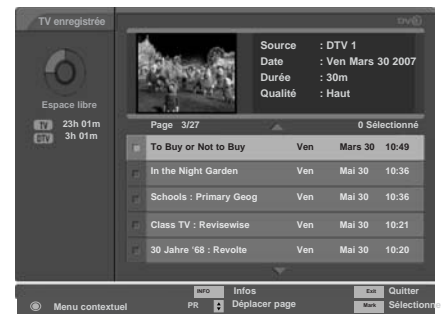 TV enregistrée
DVD
Source : DTV 1
Date : Ven Mars 30 2007
Durée : 30m
Qualité : Haut
Espace libre
TV 23h 01m
DTV 3h 01m
Page 3/27 0 Sélectionné
To Buy or Not to Buy Ven Mars 30 10:49
In the Night Garden Ven Mai 30 10:36
Schools : Primary Geog Ven Mai 30 10:36
Class TV : Revisewise Ven Mai 30 10:21
30 Jahre ‘68 : Revolte Ven Mai 30 10:20
INFO Infos Exit Quitter
Menu contextuel PR Déplacer page Mark Sélectionne